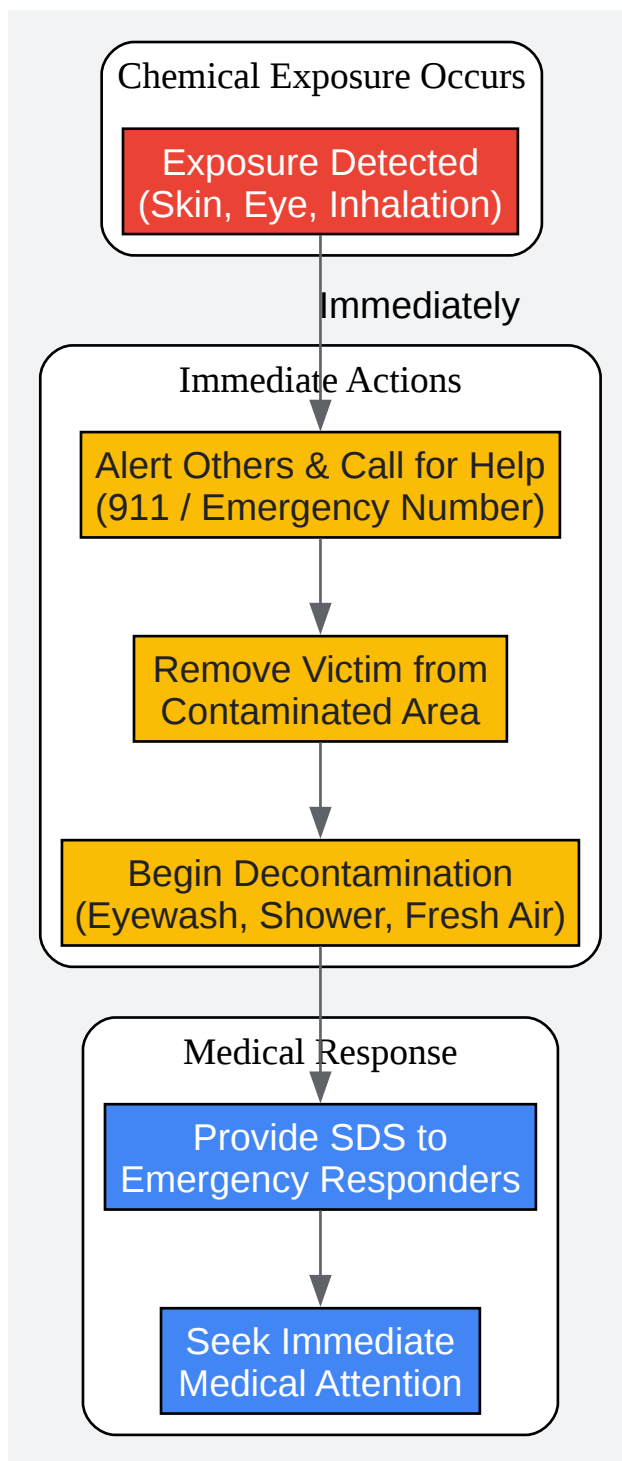 Chemical Exposure Occurs
Exposure Detected
(Skin, Eye, Inhalation)
Immediately
Immediate Actions
Alert Others & Call for Help
(911 / Emergency Number)
Remove Victim from
Contaminated Area
Begin Decontamination
(Eyewash, Shower, Fresh Air)
Medical Response
Provide SDS to
Emergency Responders
Seek Immediate
Medical Attention